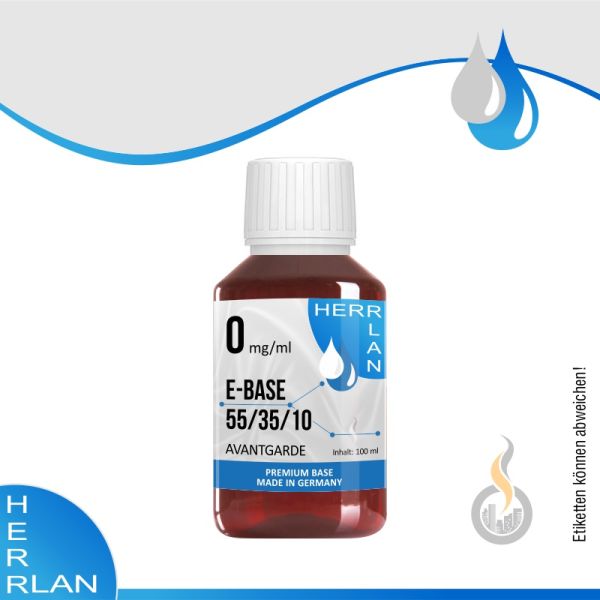 HERR
LAN
0 mg/ml
E-BASE
55/35/10
AVANTGARDE
Inhalt: 100 ml
PREMIUM BASE
MADE IN GERMANY
Etiketten können abweichen!
HERR
RLAN